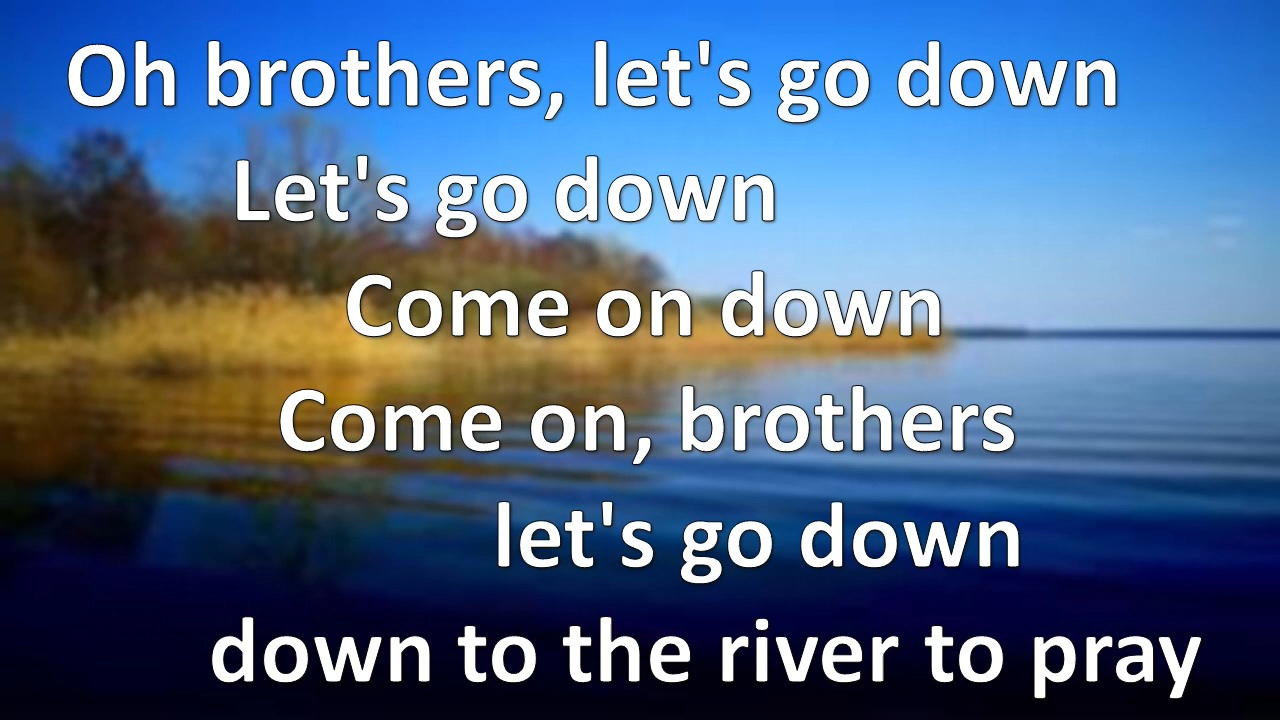 Oh brothers, let's go down
Let's go down
Come on down
Come on, brothers
let's go down
down to the river to pray